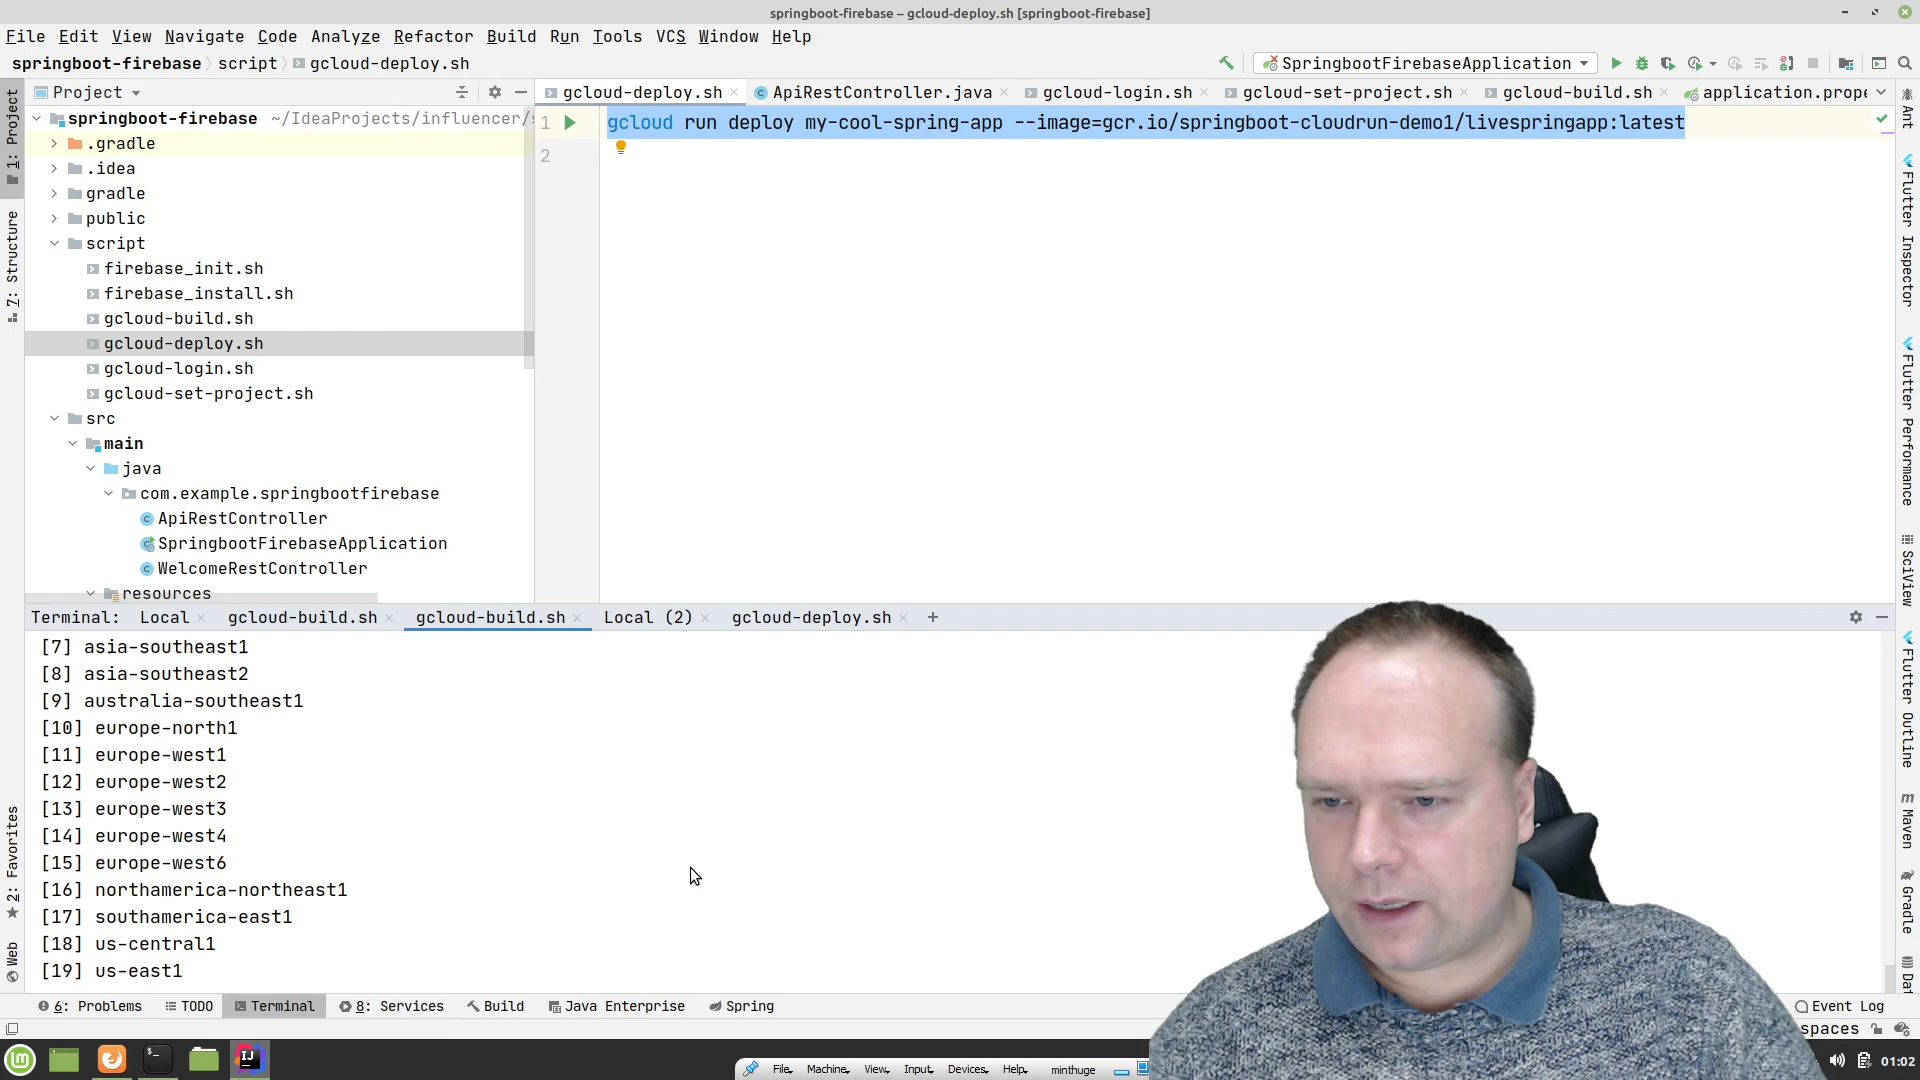 springboot-firebase – gcloud-deploy.sh [springboot-firebase]
File Edit View Navigate Code Analyze Refactor Build Run Tools VCS Window Help
springboot-firebase script gcloud-deploy.sh
SpringbootFirebaseApplication
Project
gcloud-deploy.sh ApiRestController.java gcloud-login.sh gcloud-set-project.sh gcloud-build.sh application.prope
springboot-firebase ~/IdeaProjects/influencer/s
1 gcloud run deploy my-cool-spring-app --image=gcr.io/springboot-cloudrun-demo1/livespringapp:latest
2
.gradle
.idea
gradle
public
script
firebase_init.sh
firebase_install.sh
gcloud-build.sh
gcloud-deploy.sh
gcloud-login.sh
gcloud-set-project.sh
src
main
java
com.example.springbootfirebase
ApiRestController
SpringbootFirebaseApplication
WelcomeRestController
resources
1: Project
7: Structure
2: Favorites
Web
Ant
Flutter Inspector
Flutter Performance
SciView
Flutter Outline
Maven
Gradle
Terminal: Local gcloud-build.sh gcloud-build.sh Local (2) gcloud-deploy.sh +
[7] asia-southeast1
[8] asia-southeast2
[9] australia-southeast1
[10] europe-north1
[11] europe-west1
[12] europe-west2
[13] europe-west3
[14] europe-west4
[15] europe-west6
[16] northamerica-northeast1
[17] southamerica-east1
[18] us-central1
[19] us-east1
6: Problems TODO Terminal 8: Services Build Java Enterprise Spring Event Log
spaces
File Machine View Input Devices Help minthuge
01:02